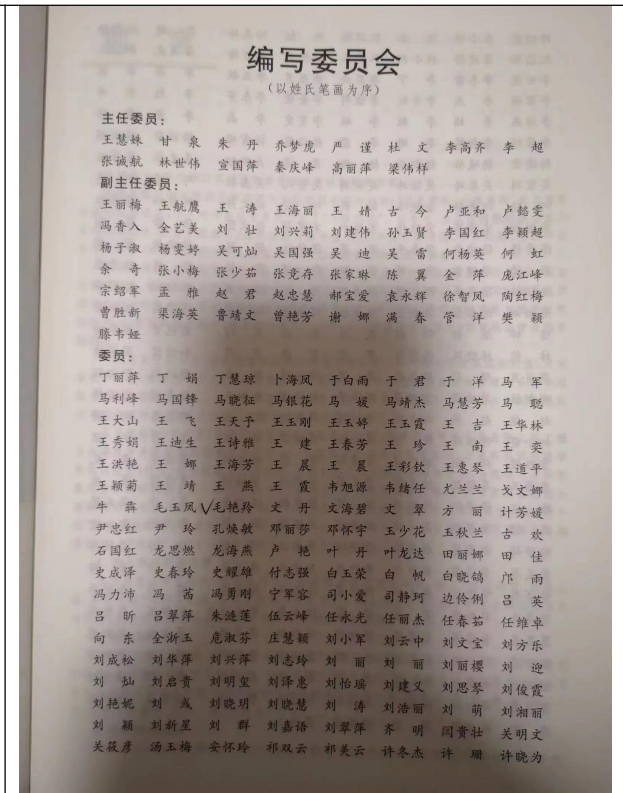 编写委员会
（以姓氏笔画为序）
主任委员：
王慧姝 甘 泉 朱 丹 乔梦虎 严 谨 杜 文 李高齐 李 超
张诚航 林世伟 宣国萍 秦庆峰 高丽萍 梁伟样
副主任委员：
王丽梅 王航鹰 王 涛 王海丽 王 婧 古 今 卢亚和 卢懿雯
冯香入 全艺美 刘 壮 刘兴莉 刘建伟 孙玉贤 李国红 李颖超
杨子淑 杨雯婷 吴可灿 吴国强 吴 迪 吴 雷 何杨英 何 虹
余 奇 张小梅 张少茹 张竞存 张家琳 陈 翼 金 萍 庞江峰
宗绍军 孟 雅 赵 君 赵忠慧 郝宝爱 袁永辉 徐智凤 陶红梅
曹胜新 梁海英 鲁靖文 曾艳芳 谢 娜 满 春 管 洋 樊 颖
滕韦娅
委员：
丁丽萍 丁 娟 丁慧琼 卜海凤 于白雨 于 君 于 洋 马 军
马利峰 马国锋 马晓征 马银花 马 媛 马靖杰 马慧芳 马 聪
王大山 王 飞 王天子 王玉刚 王玉婷 王玉霞 王 吉 王华林
王秀娟 王迪生 王诗雅 王 建 王春芳 王 珍 王 南 王 奕
王洪艳 王 娜 王海芳 王 晨 王 晨 王彩钦 王惠琴 王道平
王颖菊 王 靖 王 燕 王 霞 韦旭源 韦绪任 尤兰兰 戈文娜
牛 犇 毛玉凤 毛艳羚 文 丹 文海碧 文 翠 方 丽 计芳媛
尹忠红 尹 玲 孔焕敏 邓丽莎 邓怀宇 玉少花 玉秋兰 古 欢
石国红 龙思燃 龙海燕 卢 艳 叶 丹 叶龙达 田丽娜 田 佳
史成泽 史春玲 史耀雄 付志强 白玉荣 白 帆 白晓鸽 邝 雨
冯力沛 冯 茜 冯勇刚 宁军容 司小爱 司静珂 边伶俐 吕 英
吕 昕 吕翠萍 朱涟莲 伍云峰 任永光 任丽杰 任春茹 任维卓
向 东 全浙玉 危淑芬 庄慧颖 刘小军 刘云中 刘文宝 刘方乐
刘成松 刘华萍 刘兴萍 刘志玲 刘 丽 刘 丽 刘丽樱 刘 迎
刘 灿 刘启贵 刘明玺 刘泽惠 刘怡瑶 刘建义 刘思琴 刘俊霞
刘艳妮 刘 彧 刘晓玥 刘晓慧 刘 涛 刘浩丽 刘 萌 刘湘丽
刘 颖 刘新星 刘 群 刘嘉语 刘翠萍 齐 明 闫贵壮 关明文
关筱彦 汤玉梅 安怀玲 祁双云 祁美云 许冬杰 许 珊 许晓为